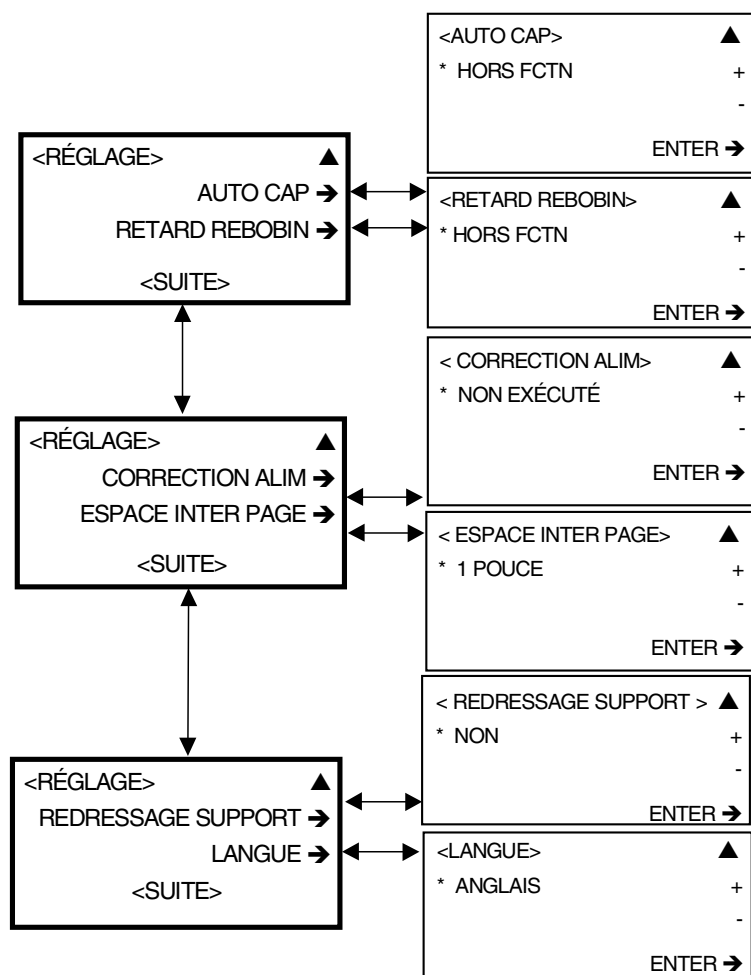 <AUTO CAP> ▲
* HORS FCTN +
-
ENTER ➔
<RÉGLAGE> ▲
AUTO CAP ➔
RETARD REBOBIN ➔
<SUITE>
<RETARD REBOBIN> ▲
* HORS FCTN +
-
ENTER ➔
< CORRECTION ALIM> ▲
* NON EXÉCUTÉ +
-
ENTER ➔
<RÉGLAGE> ▲
CORRECTION ALIM ➔
ESPACE INTER PAGE ➔
<SUITE>
< ESPACE INTER PAGE> ▲
* 1 POUCE +
-
ENTER ➔
< REDRESSAGE SUPPORT > ▲
* NON +
-
ENTER ➔
<RÉGLAGE> ▲
REDRESSAGE SUPPORT ➔
LANGUE ➔
<SUITE>
<LANGUE> ▲
* ANGLAIS +
-
ENTER ➔